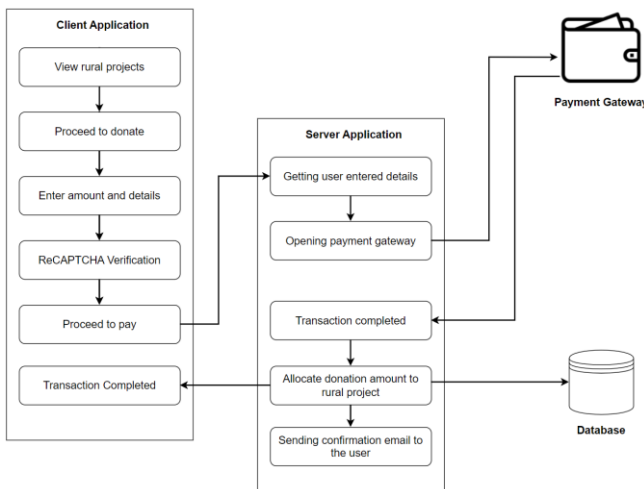 Client Application
View rural projects
Proceed to donate
Enter amount and details
ReCAPTCHA Verification
Proceed to pay
Transaction Completed
Server Application
Getting user entered details
Opening payment gateway
Transaction completed
Allocate donation amount to
rural project
Sending confirmation email to
the user
Payment Gateway
Database